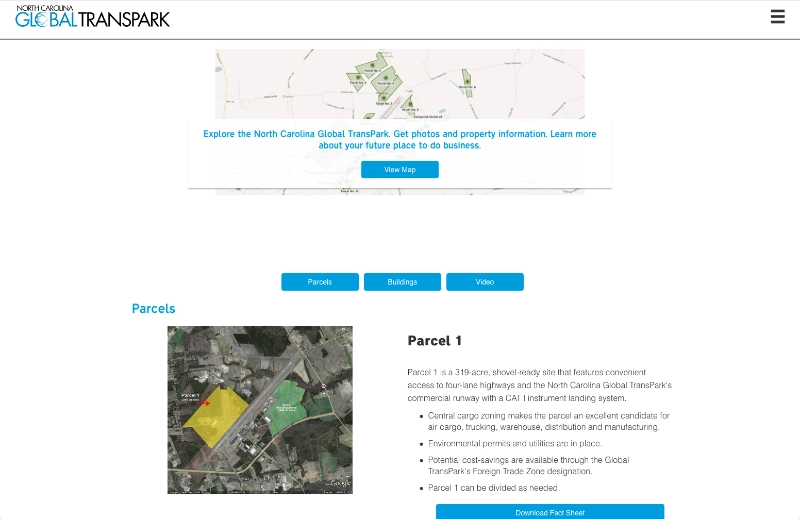 NORTH CAROLINA
GLOBALTRANSPARK
Explore the North Carolina Global TransPark. Get photos and property information. Learn more
about your future place to do business.
View Map
Parcels
Buildings
Video
Parcels
Parcel 1
Parcel 1
Parcel 1 is a 319-acre, shovel-ready site that features convenient
access to four-lane highways and the North Carolina Global TransPark's
commercial runway with a CAT I instrument landing system.
• Central cargo zoning makes the parcel an excellent candidate for
air cargo, trucking, warehouse, distribution and manufacturing.
• Environmental permits and utilities are in place.
• Potential cost-savings are available through the Global
TransPark's Foreign Trade Zone designation.
• Parcel 1 can be divided as needed.
Google
Download Fact Sheet